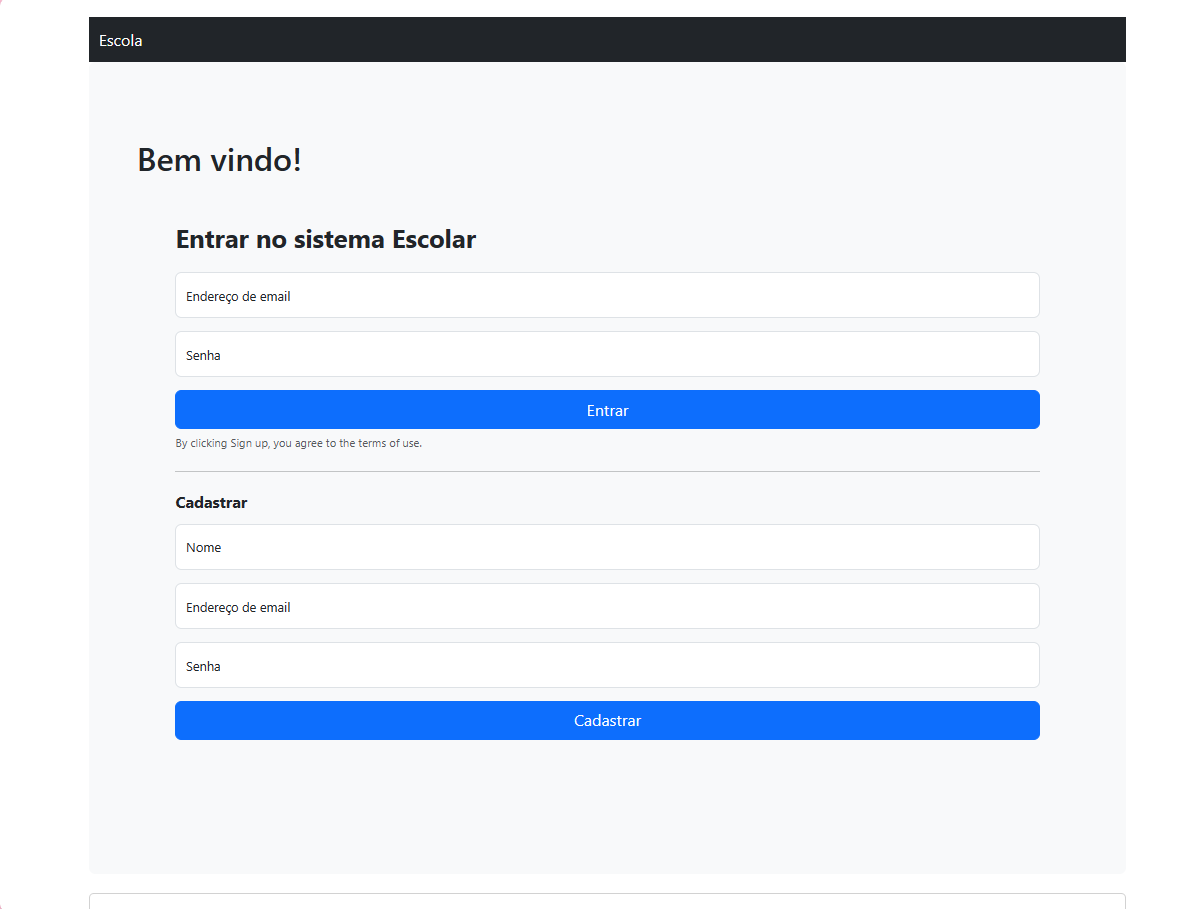 Escola
Bem vindo!
Entrar no sistema Escolar
Endereço de email
Senha
Entrar
By clicking Sign up, you agree to the terms of use.
Cadastrar
Nome
Endereço de email
Senha
Cadastrar